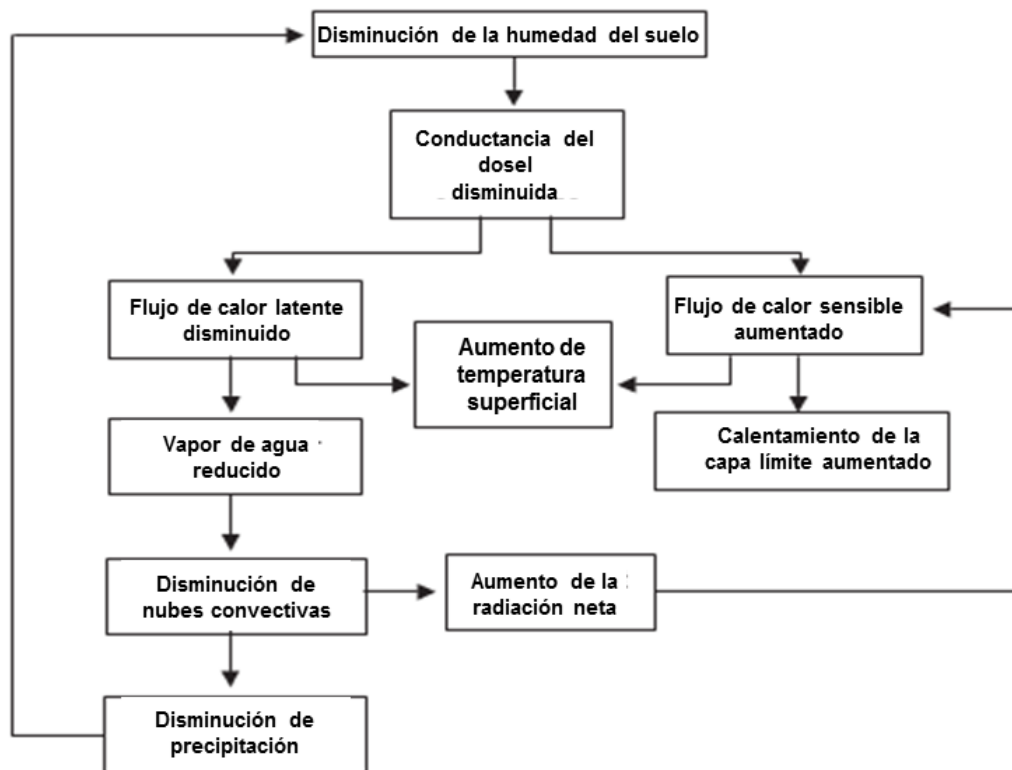 Disminución de la humedad del suelo
Conductancia del
dosel
disminuida
Flujo de calor latente
disminuido
Flujo de calor sensible
aumentado
Aumento de
temperatura
superficial
Vapor de agua
reducido
Calentamiento de la
capa límite aumentado
Disminución de
nubes convectivas
Aumento de la
radiación neta
Disminución de
precipitación